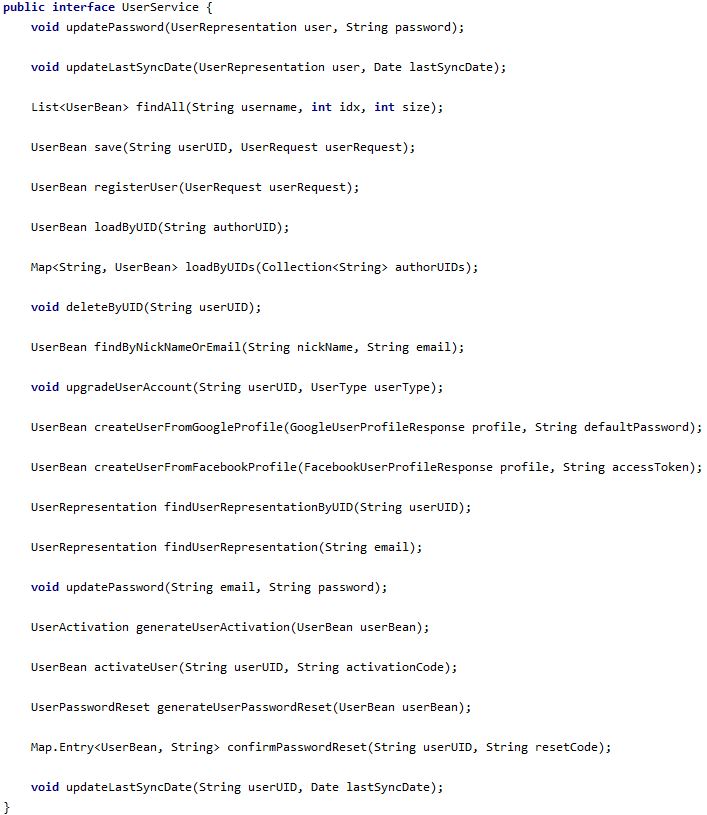 public interface UserService {
void updatePassword(UserRepresentation user, String password);
void updateLastSyncDate(UserRepresentation user, Date lastSyncDate);
List<UserBean> findAll(String username, int idx, int size);
UserBean save(String userUID, UserRequest userRequest);
UserBean registerUser(UserRequest userRequest);
UserBean loadByUID(String authorUID);
Map<String, UserBean> loadByUIDs(Collection<String> authorUIDs);
void deleteByUID(String userUID);
UserBean findByNickNameOrEmail(String nickName, String email);
void upgradeUserAccount(String userUID, UserType userType);
UserBean createUserFromGoogleProfile(GoogleUserProfileResponse profile, String defaultPassword);
UserBean createUserFromFacebookProfile(FacebookUserProfileResponse profile, String accessToken);
UserRepresentation findUserRepresentationByUID(String userUID);
UserRepresentation findUserRepresentation(String email);
void updatePassword(String email, String password);
UserActivation generateUserActivation(UserBean userBean);
UserBean activateUser(String userUID, String activationCode);
UserPasswordReset generateUserPasswordReset(UserBean userBean);
Map.Entry<UserBean, String> confirmPasswordReset(String userUID, String resetCode);
void updateLastSyncDate(String userUID, Date lastSyncDate);
}